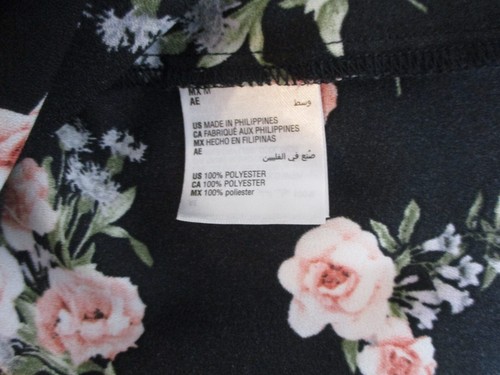 MX M
AE وسط
US MADE IN PHILIPPINES
CA FABRIQUÉ AUX PHILIPPINES
MX HECHO EN FILIPINAS
AE صُنع في الفلبين
US 100% POLYESTER
CA 100% POLYESTER
MX 100% poliester